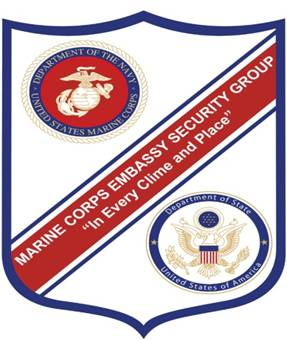 DEPARTMENT OF THE NAVY
UNITED STATES MARINE CORPS
MARINE CORPS EMBASSY SECURITY GROUP
"In Every Clime and Place"
Department of State
United States of America